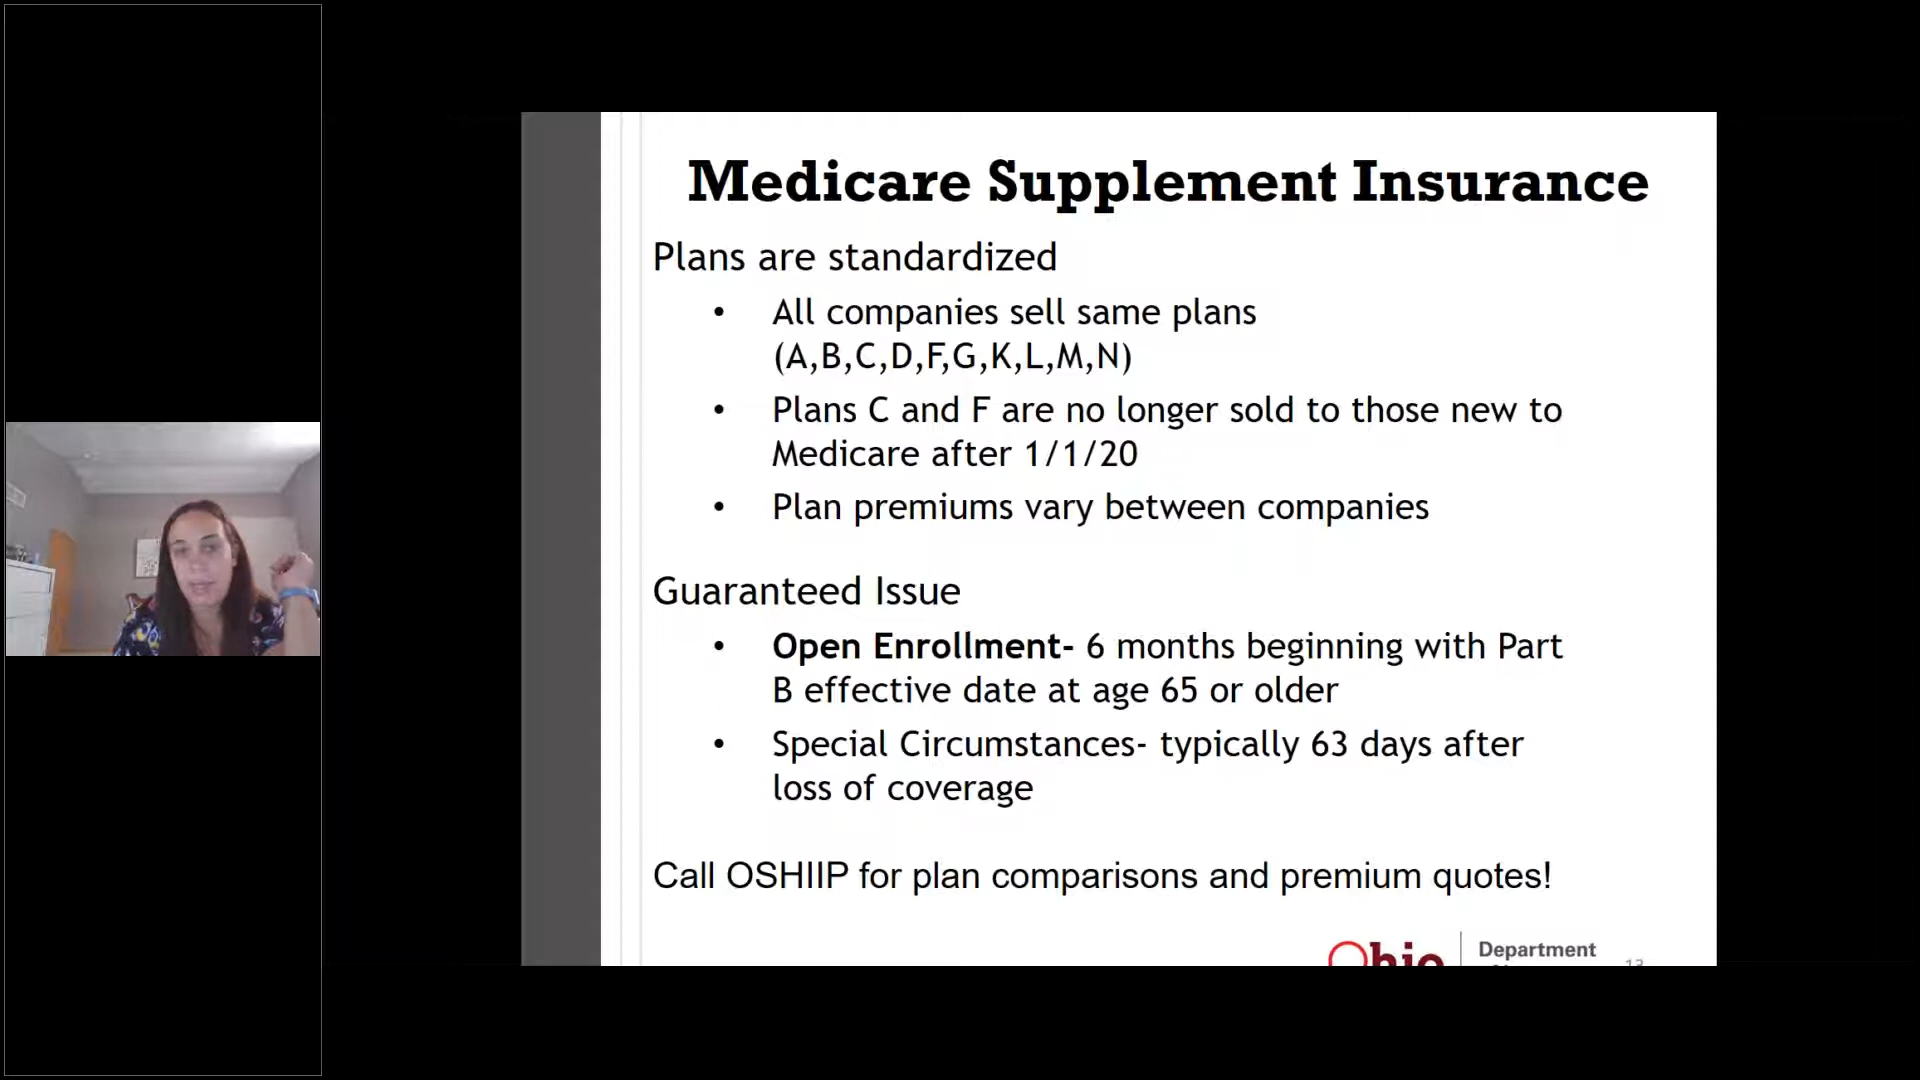 Medicare Supplement Insurance
Plans are standardized
• All companies sell same plans
(A,B,C,D,F,G,K,L,M,N)
• Plans C and F are no longer sold to those new to
Medicare after 1/1/20
• Plan premiums vary between companies
Guaranteed Issue
• Open Enrollment- 6 months beginning with Part
B effective date at age 65 or older
• Special Circumstances- typically 63 days after
loss of coverage
Call OSHIIP for plan comparisons and premium quotes!
Ohio
Department
13